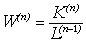 W⁽ⁿ⁾ = K⁽ⁿ⁾ / L⁽ⁿ⁻¹⁾